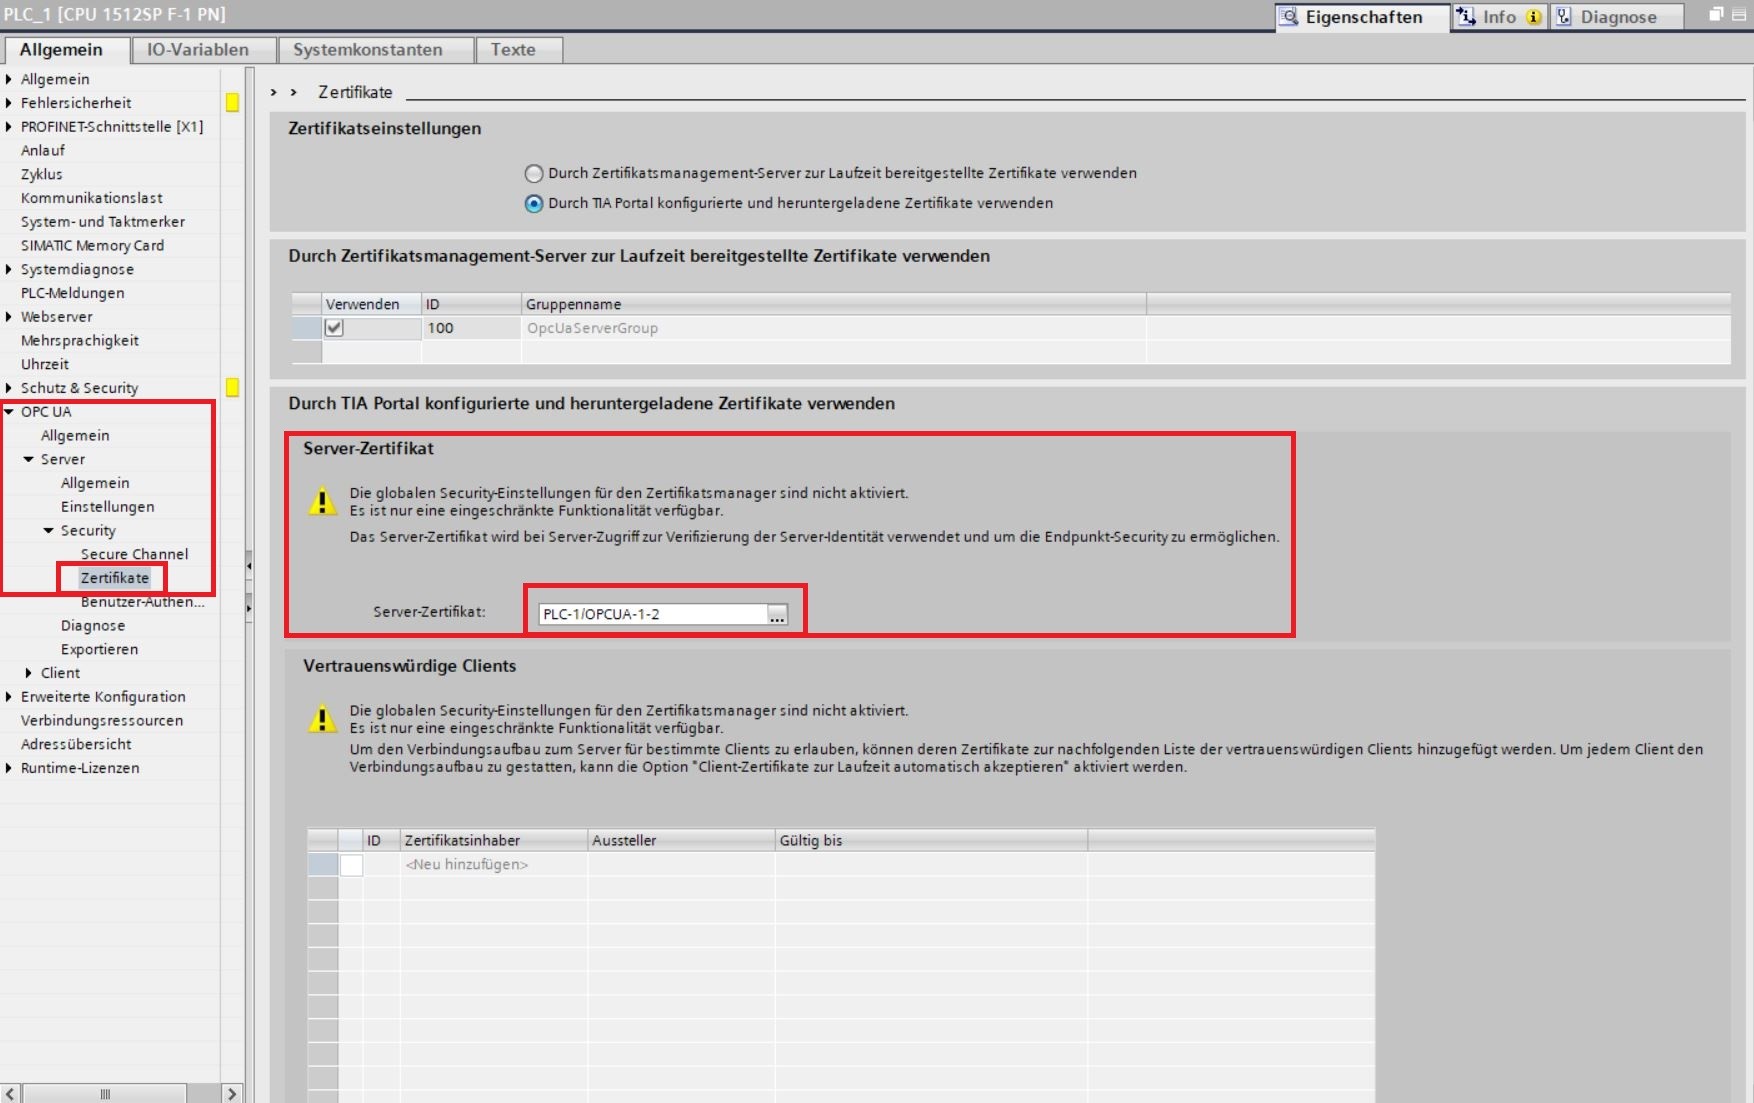 PLC_1 [CPU 1512SP F-1 PN]
Eigenschaften
Info
Diagnose
Allgemein
IO-Variablen
Systemkonstanten
Texte
Allgemein
Fehlersicherheit
PROFINET-Schnittstelle [X1]
Anlauf
Zyklus
Kommunikationslast
System- und Taktmerker
SIMATIC Memory Card
Systemdiagnose
PLC-Meldungen
Webserver
Mehrsprachigkeit
Uhrzeit
Schutz & Security
OPC UA
Allgemein
Server
Allgemein
Einstellungen
Security
Secure Channel
Zertifikate
Benutzer-Authen...
Diagnose
Exportieren
Client
Erweiterte Konfiguration
Verbindungsressourcen
Adressübersicht
Runtime-Lizenzen
Zertifikate
Zertifikatseinstellungen
Durch Zertifikatsmanagement-Server zur Laufzeit bereitgestellte Zertifikate verwenden
Durch TIA Portal konfigurierte und heruntergeladene Zertifikate verwenden
Durch Zertifikatsmanagement-Server zur Laufzeit bereitgestellte Zertifikate verwenden
Verwenden ID Gruppenname
100 OpcUaServerGroup
Durch TIA Portal konfigurierte und heruntergeladene Zertifikate verwenden
Server-Zertifikat
Die globalen Security-Einstellungen für den Zertifikatsmanager sind nicht aktiviert.
Es ist nur eine eingeschränkte Funktionalität verfügbar.
Das Server-Zertifikat wird bei Server-Zugriff zur Verifizierung der Server-Identität verwendet und um die Endpunkt-Security zu ermöglichen.
Server-Zertifikat: PLC-1/OPCUA-1-2 ...
Vertrauenswürdige Clients
Die globalen Security-Einstellungen für den Zertifikatsmanager sind nicht aktiviert.
Es ist nur eine eingeschränkte Funktionalität verfügbar.
Um den Verbindungsaufbau zum Server für bestimmte Clients zu erlauben, können deren Zertifikate zur nachfolgenden Liste der vertrauenswürdigen Clients hinzugefügt werden. Um jedem Client den
Verbindungsaufbau zu gestatten, kann die Option "Client-Zertifikate zur Laufzeit automatisch akzeptieren" aktiviert werden.
ID Zertifikatsinhaber Aussteller Gültig bis
<Neu hinzufügen>